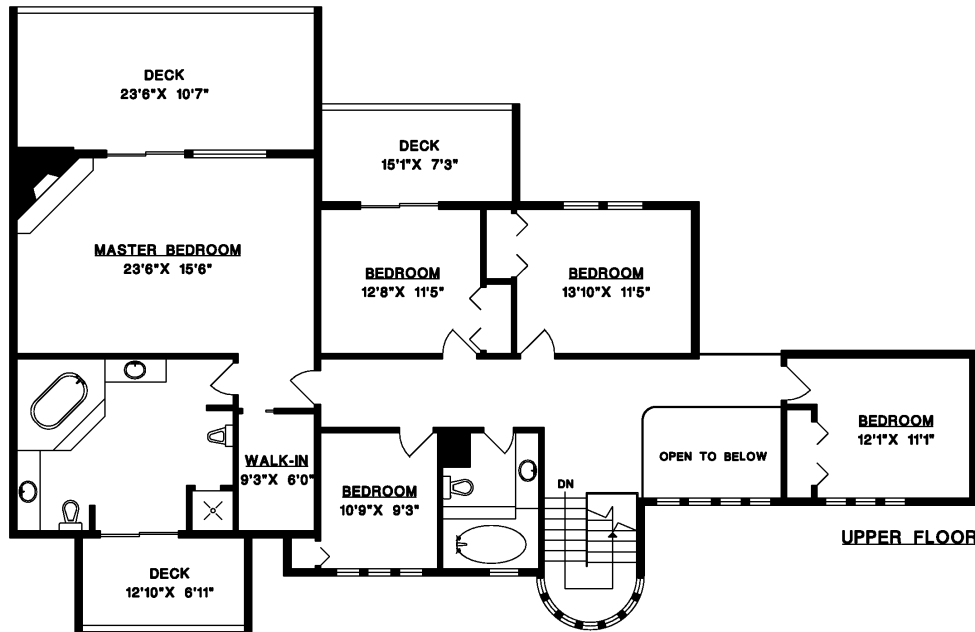 DECK
23'6"X 10'7"
DECK
15'1"X 7'3"
MASTER BEDROOM
23'6"X 15'6"
BEDROOM
12'8"X 11'5"
BEDROOM
13'10"X 11'5"
BEDROOM
12'1"X 11'1"
WALK-IN
9'3"X 6'0"
OPEN TO BELOW
BEDROOM
10'9"X 9'3"
DN
UPPER FLOOR
DECK
12'10"X 6'11"